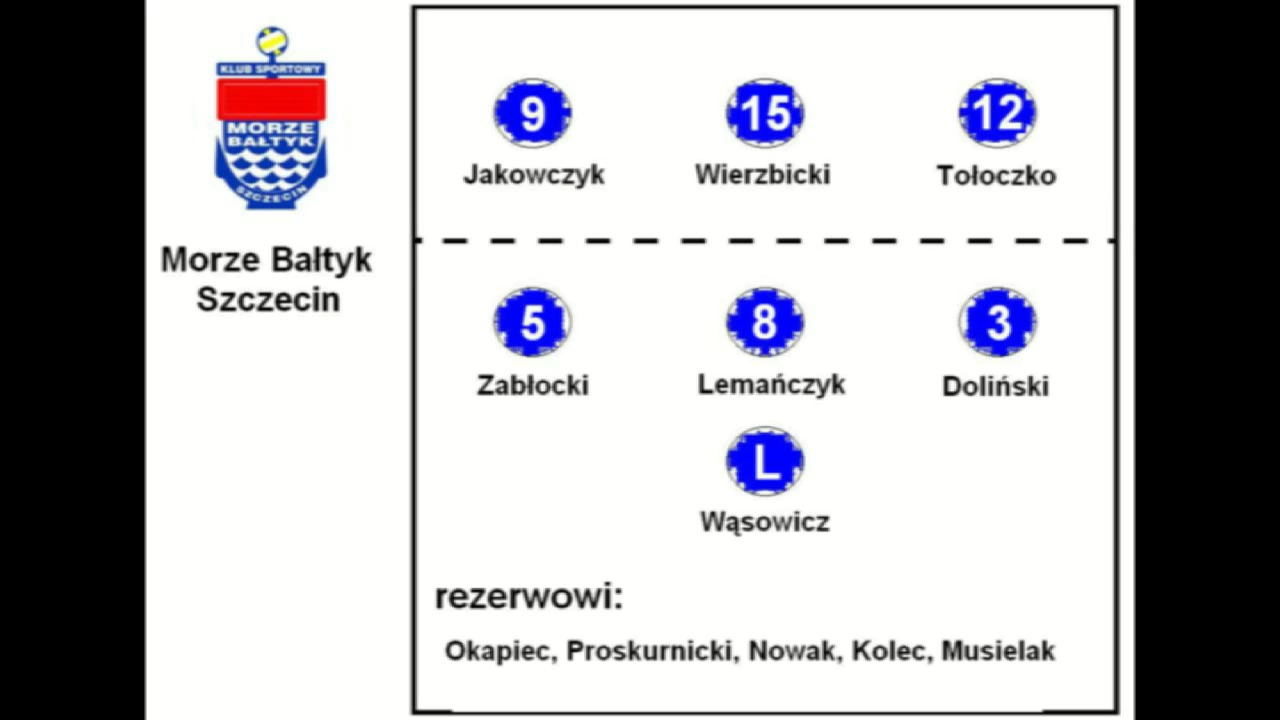 KLUB SPORTOWY
MORZE
BAŁTYK
SZCZECIN
Morze Bałtyk
Szczecin
9 15 12
Jakowczyk Wierzbicki Tołoczko
5 8 3
Zabłocki Lemańczyk Doliński
L
Wąsowicz
rezerwowi:
Okapiec, Proskurnicki, Nowak, Kolec, Musielak